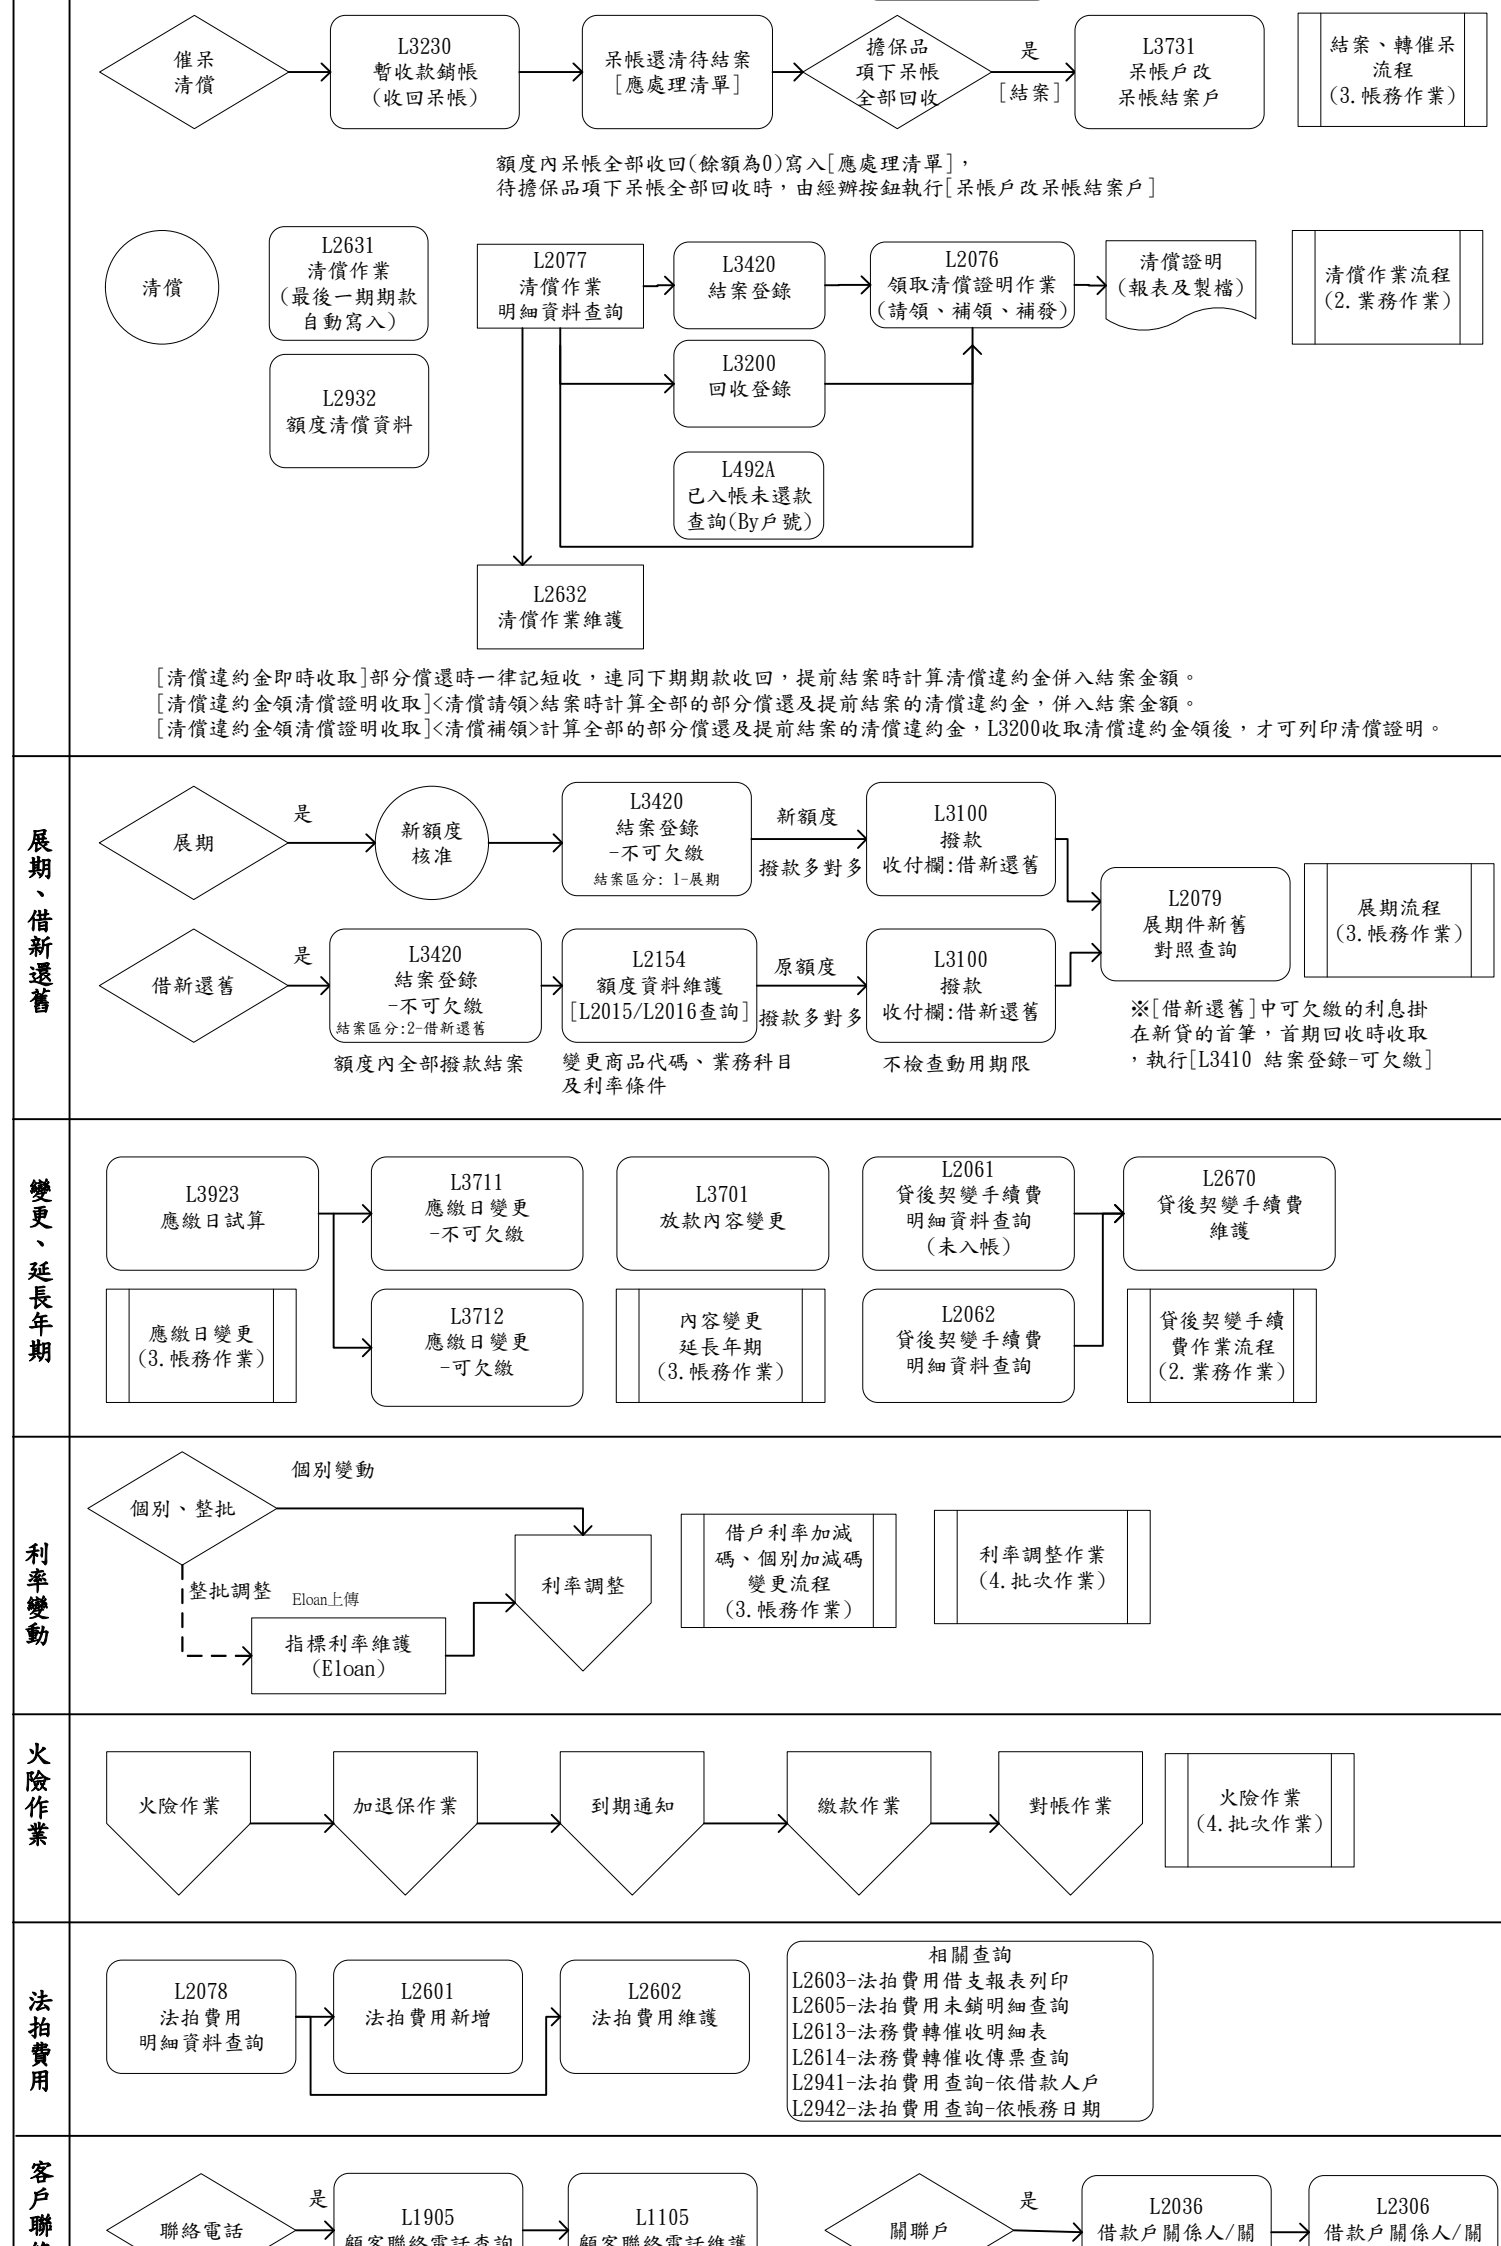 催呆
清償
L3230
暫收款銷帳
(收回呆帳)
呆帳還清待結案
[應處理清單]
擔保品
項下呆帳
全部回收
是
[結案]
L3731
呆帳戶改
呆帳結案戶
結案、轉催呆
流程
(3.帳務作業)
額度內呆帳全部收回(餘額為0)寫入[應處理清單]，
待擔保品項下呆帳全部回收時，由經辦按鈕執行[呆帳戶改呆帳結案戶]
清償
L2631
清償作業
(最後一期期款
自動寫入)
L2932
額度清償資料
L2077
清償作業
明細資料查詢
L3420
結案登錄
L3200
回收登錄
L492A
已入帳未還款
查詢(By戶號)
L2076
領取清償證明作業
(請領、補領、補發)
清償證明
(報表及製檔)
清償作業流程
(2.業務作業)
L2632
清償作業維護
[清償違約金即時收取]部分償還時一律記短收，連同下期期款收回，提前結案時計算清償違約金併入結案金額。
[清償違約金領清償證明收取]<清償請領>結案時計算全部的部分償還及提前結案的清償違約金，併入結案金額。
[清償違約金領清償證明收取]<清償補領>計算全部的部分償還及提前結案的清償違約金，L3200收取清償違約金領後，才可列印清償證明。
展期、借新還舊
展期
是
新額度
核准
L3420
結案登錄
-不可欠繳
結案區分: 1-展期
新額度
撥款多對多
L3100
撥款
收付欄:借新還舊
L2079
展期件新舊
對照查詢
展期流程
(3.帳務作業)
借新還舊
是
L3420
結案登錄
-不可欠繳
結案區分:2-借新還舊
額度內全部撥款結案
L2154
額度資料維護
[L2015/L2016查詢]
變更商品代碼、業務科目
及利率條件
原額度
撥款多對多
L3100
撥款
收付欄:借新還舊
不檢查動用期限
※[借新還舊]中可欠繳的利息掛
在新貸的首筆，首期回收時收取
，執行[L3410 結案登錄-可欠繳]
變更、延長年期
L3923
應繳日試算
L3711
應繳日變更
-不可欠繳
L3701
放款內容變更
L2061
貸後契變手續費
明細資料查詢
(未入帳)
L2670
貸後契變手續費
維護
應繳日變更
(3.帳務作業)
L3712
應繳日變更
-可欠繳
內容變更
延長年期
(3.帳務作業)
L2062
貸後契變手續費
明細資料查詢
貸後契變手續
費作業流程
(2.業務作業)
利率變動
個別、整批
個別變動
整批調整
Eloan上傳
指標利率維護
(Eloan)
利率調整
借戶利率加減
碼、個別加減碼
變更流程
(3.帳務作業)
利率調整作業
(4.批次作業)
火險作業
火險作業
加退保作業
到期通知
繳款作業
對帳作業
火險作業
(4.批次作業)
法拍費用
L2078
法拍費用
明細資料查詢
L2601
法拍費用新增
L2602
法拍費用維護
相關查詢
L2603-法拍費用借支報表列印
L2605-法拍費用未銷明細查詢
L2613-法務費轉催收明細表
L2614-法務費轉催收傳票查詢
L2941-法拍費用查詢-依借款人戶
L2942-法拍費用查詢-依帳務日期
客戶聯
聯絡電話
是
L1905
顧客聯絡電話查詢
L1105
顧客聯絡電話維護
關聯戶
是
L2036
借款戶關係人/關
L2306
借款戶關係人/關